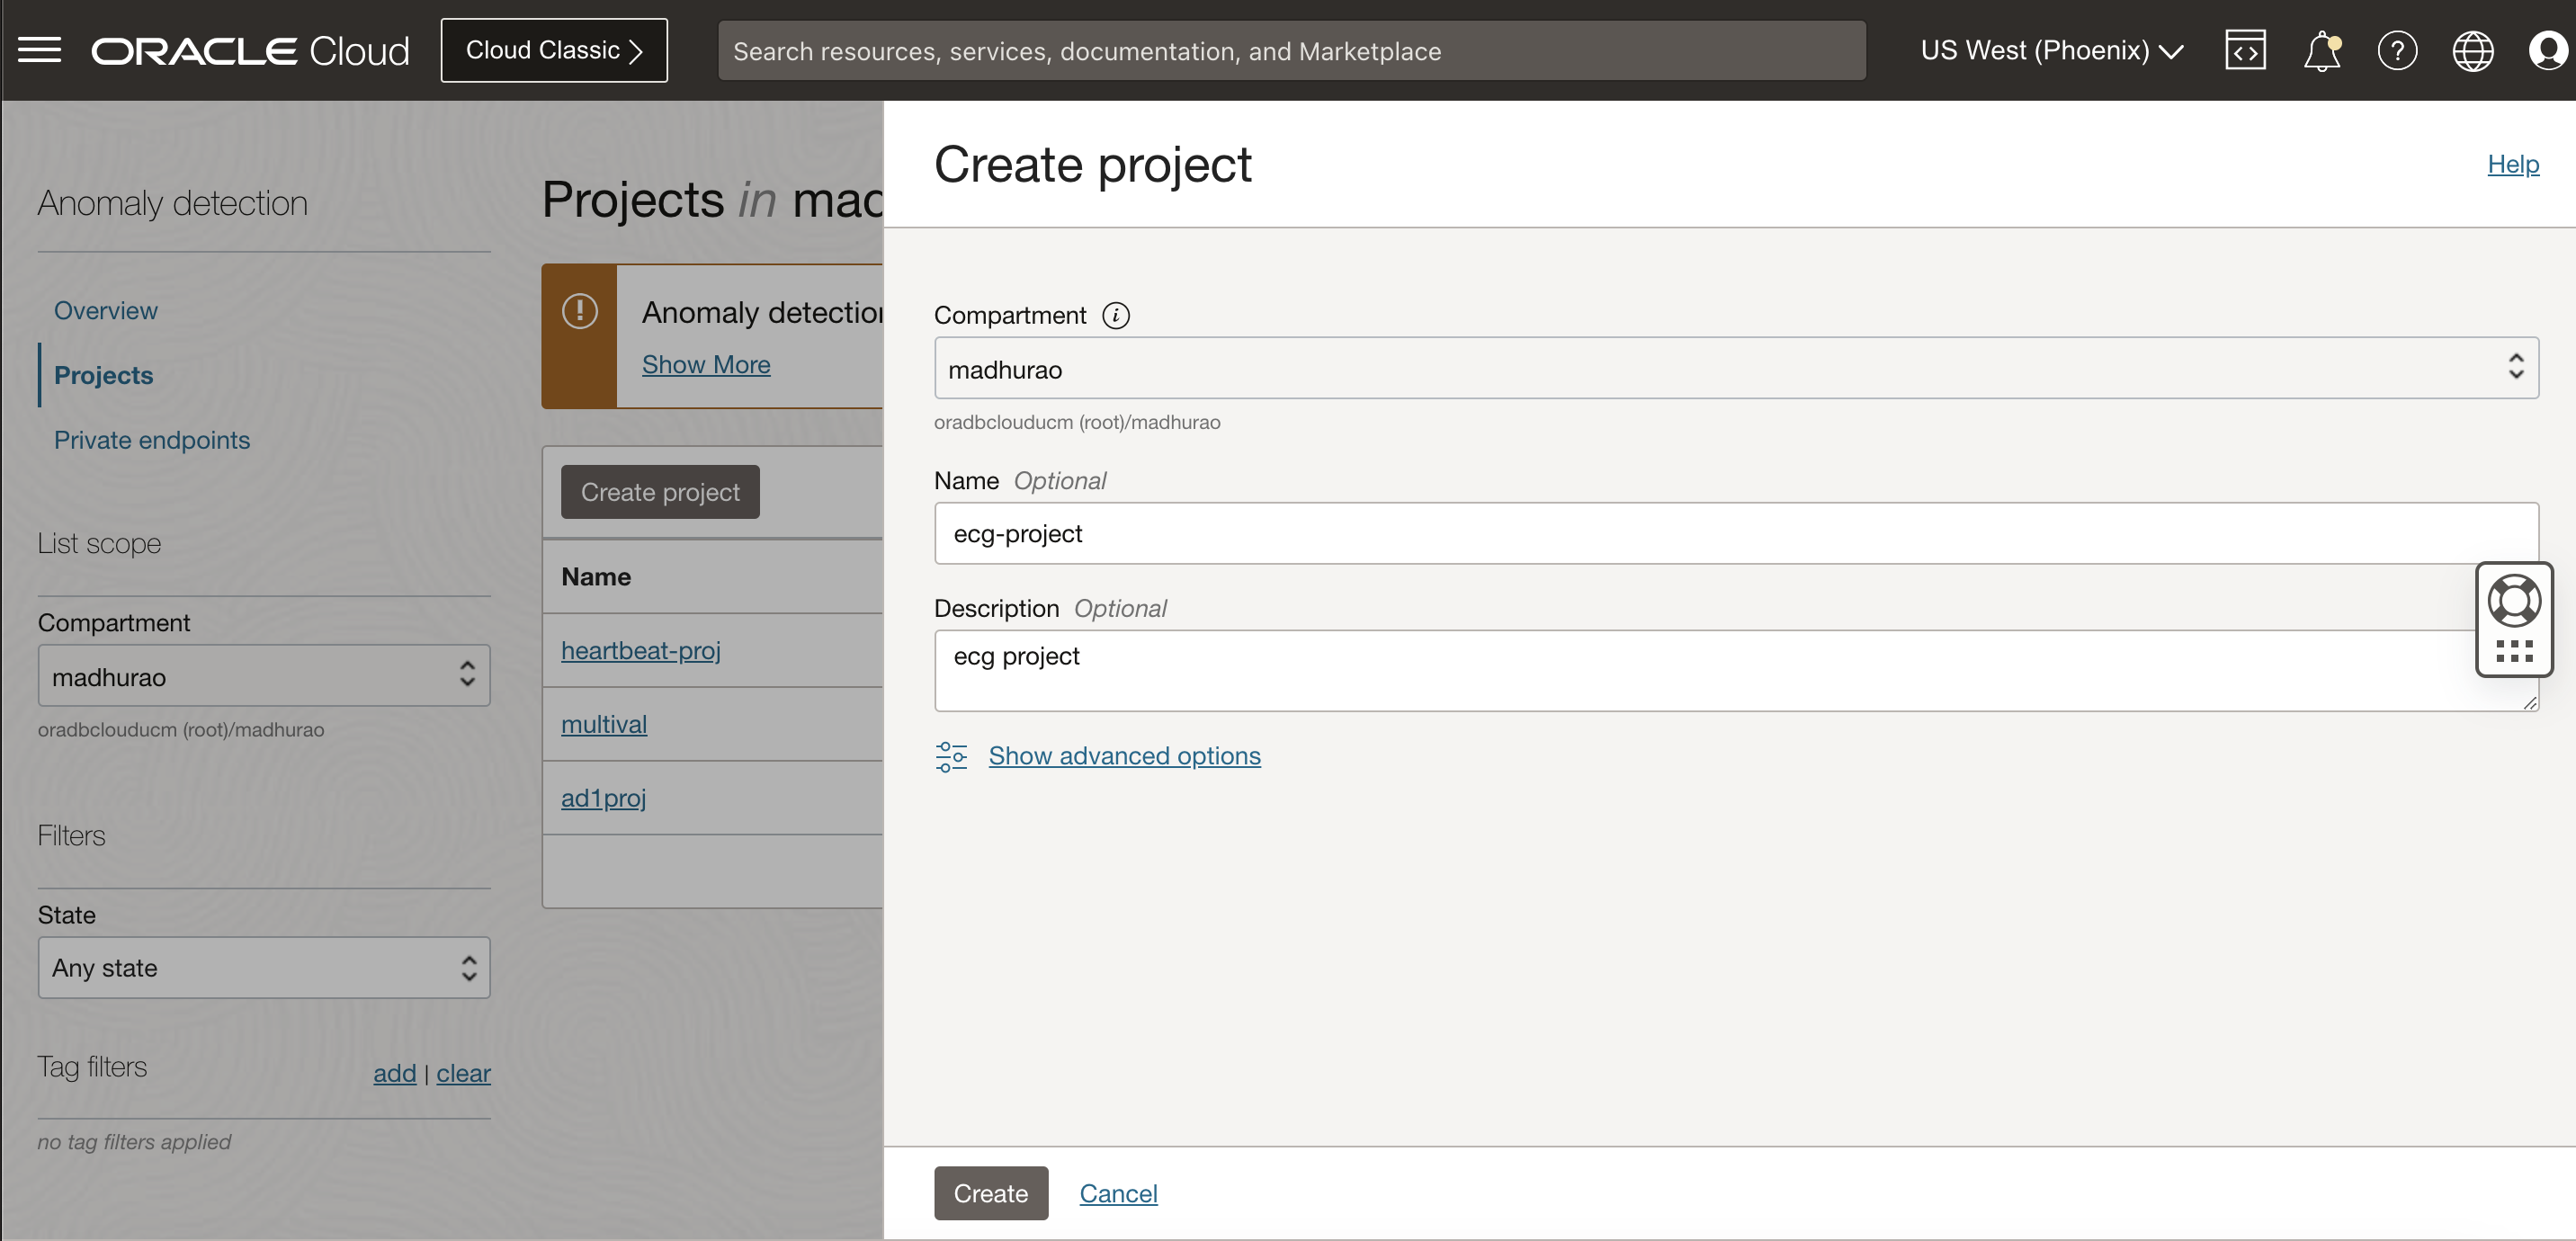 ORACLE Cloud
Cloud Classic
Search resources, services, documentation, and Marketplace
US West (Phoenix)
Anomaly detection
Overview
Projects
Private endpoints
List scope
Compartment
madhurao
oradbclouducm (root)/madhurao
Filters
State
Any state
Tag filters
add | clear
no tag filters applied
Projects in mad
Anomaly detection
Show More
Create project
Name
heartbeat-proj
multival
ad1proj
Create project
Help
Compartment
madhurao
oradbclouducm (root)/madhurao
Name Optional
ecg-project
Description Optional
ecg project
Show advanced options
Create
Cancel